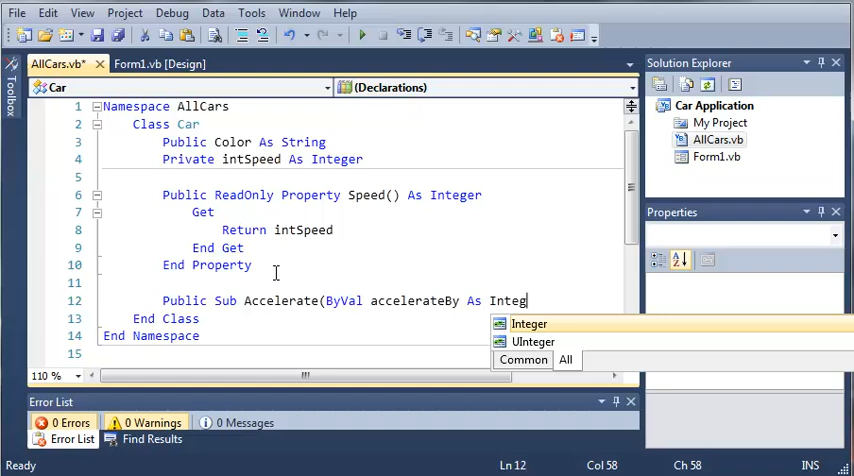 File Edit View Project Debug Data Tools Window Help
AllCars.vb* Form1.vb [Design]
Toolbox
Car (Declarations)
1 Namespace AllCars
2 Class Car
3 Public Color As String
4 Private intSpeed As Integer
5
6 Public ReadOnly Property Speed() As Integer
7 Get
8 Return intSpeed
9 End Get
10 End Property
11
12 Public Sub Accelerate(ByVal accelerateBy As Integ
13 End Class
14 End Namespace
15
Integer
UInteger
Common All
110 %
Solution Explorer
Car Application
My Project
AllCars.vb
Form1.vb
Properties
Error List
0 Errors 0 Warnings 0 Messages
Error List Find Results
Ready Ln 12 Col 58 Ch 58 INS